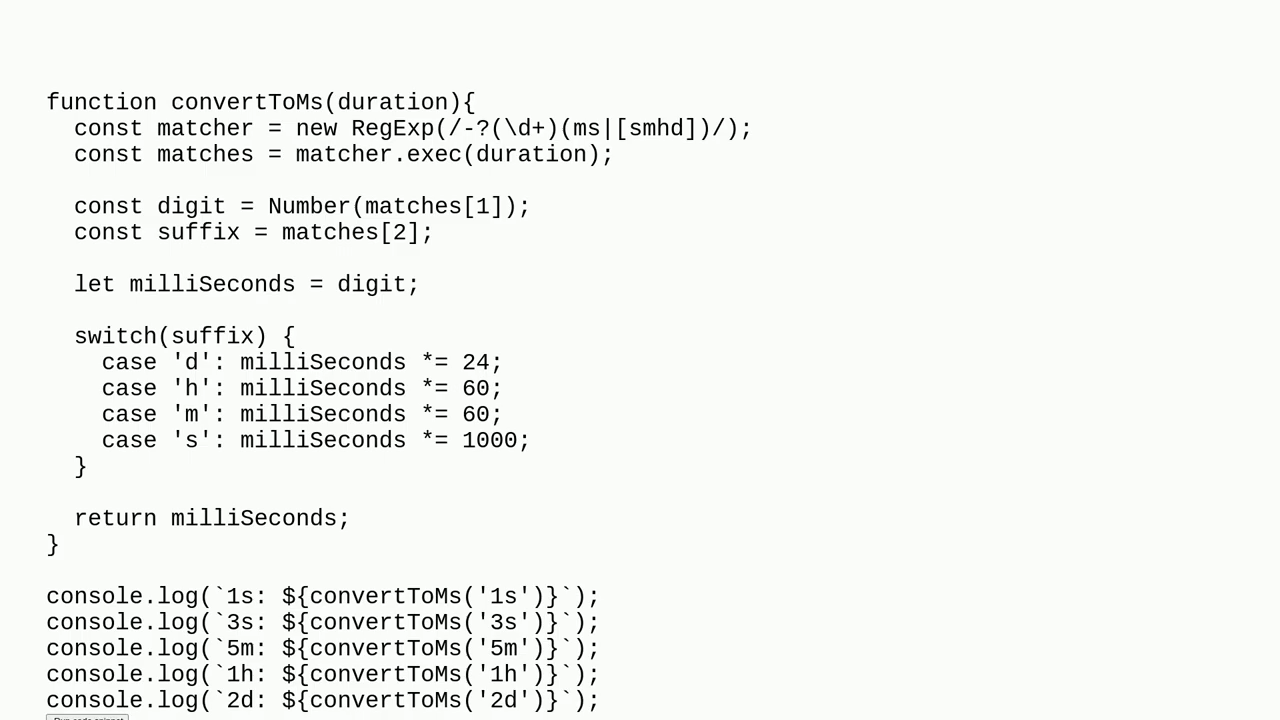 function convertToMs(duration){
  const matcher = new RegExp(/-?(\d+)(ms|[smhd])/);
  const matches = matcher.exec(duration);
  const digit = Number(matches[1]);
  const suffix = matches[2];
  let milliSeconds = digit;
  switch(suffix) {
    case 'd': milliSeconds *= 24;
    case 'h': milliSeconds *= 60;
    case 'm': milliSeconds *= 60;
    case 's': milliSeconds *= 1000;
  }
  return milliSeconds;
}
console.log(`1s: ${convertToMs('1s')}`);
console.log(`3s: ${convertToMs('3s')}`);
console.log(`5m: ${convertToMs('5m')}`);
console.log(`1h: ${convertToMs('1h')}`);
console.log(`2d: ${convertToMs('2d')}`);
Run code snippet